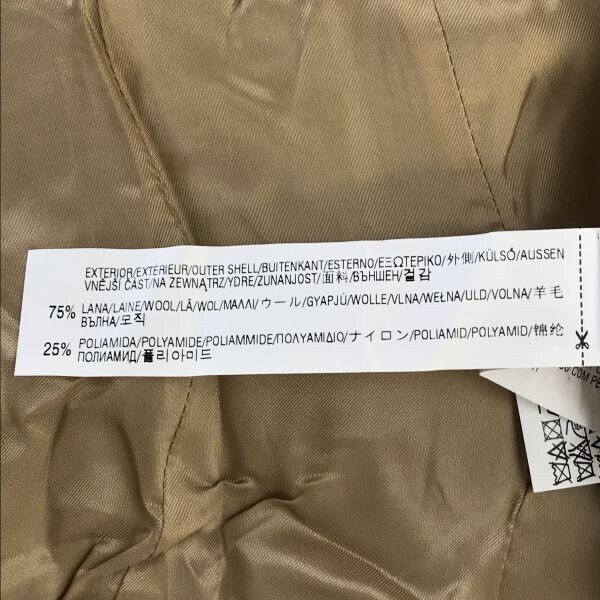 EXTERIOR/EXTÉRIEUR/OUTER SHELL/BUITENKANT/ESTERNO/ΕΞΩΤΕΡΙΚΟ/外側/KÜLSŐ/AUSSEN
VNĚJŠÍ ČÁST/NA ZEWNĄTRZ/YDRE/ZUNANJOST/面料/ВЪНШЕН/겉감
75% LANA/LAINE/WOOL/LÃ/WOL/ΜΑΛΛΙ/ウール/GYAPJÚ/WOLLE/VLNA/WEŁNA/ULD/VOLNA/羊毛
ВЪЛНА/모직
25% POLIAMIDA/POLYAMIDE/POLIAMMIDE/ΠΟΛΥΑΜΙΔΙΟ/ナイロン/POLIAMID/POLYAMID/锦纶
ПОЛИАМИД/폴리아미드
COM PE